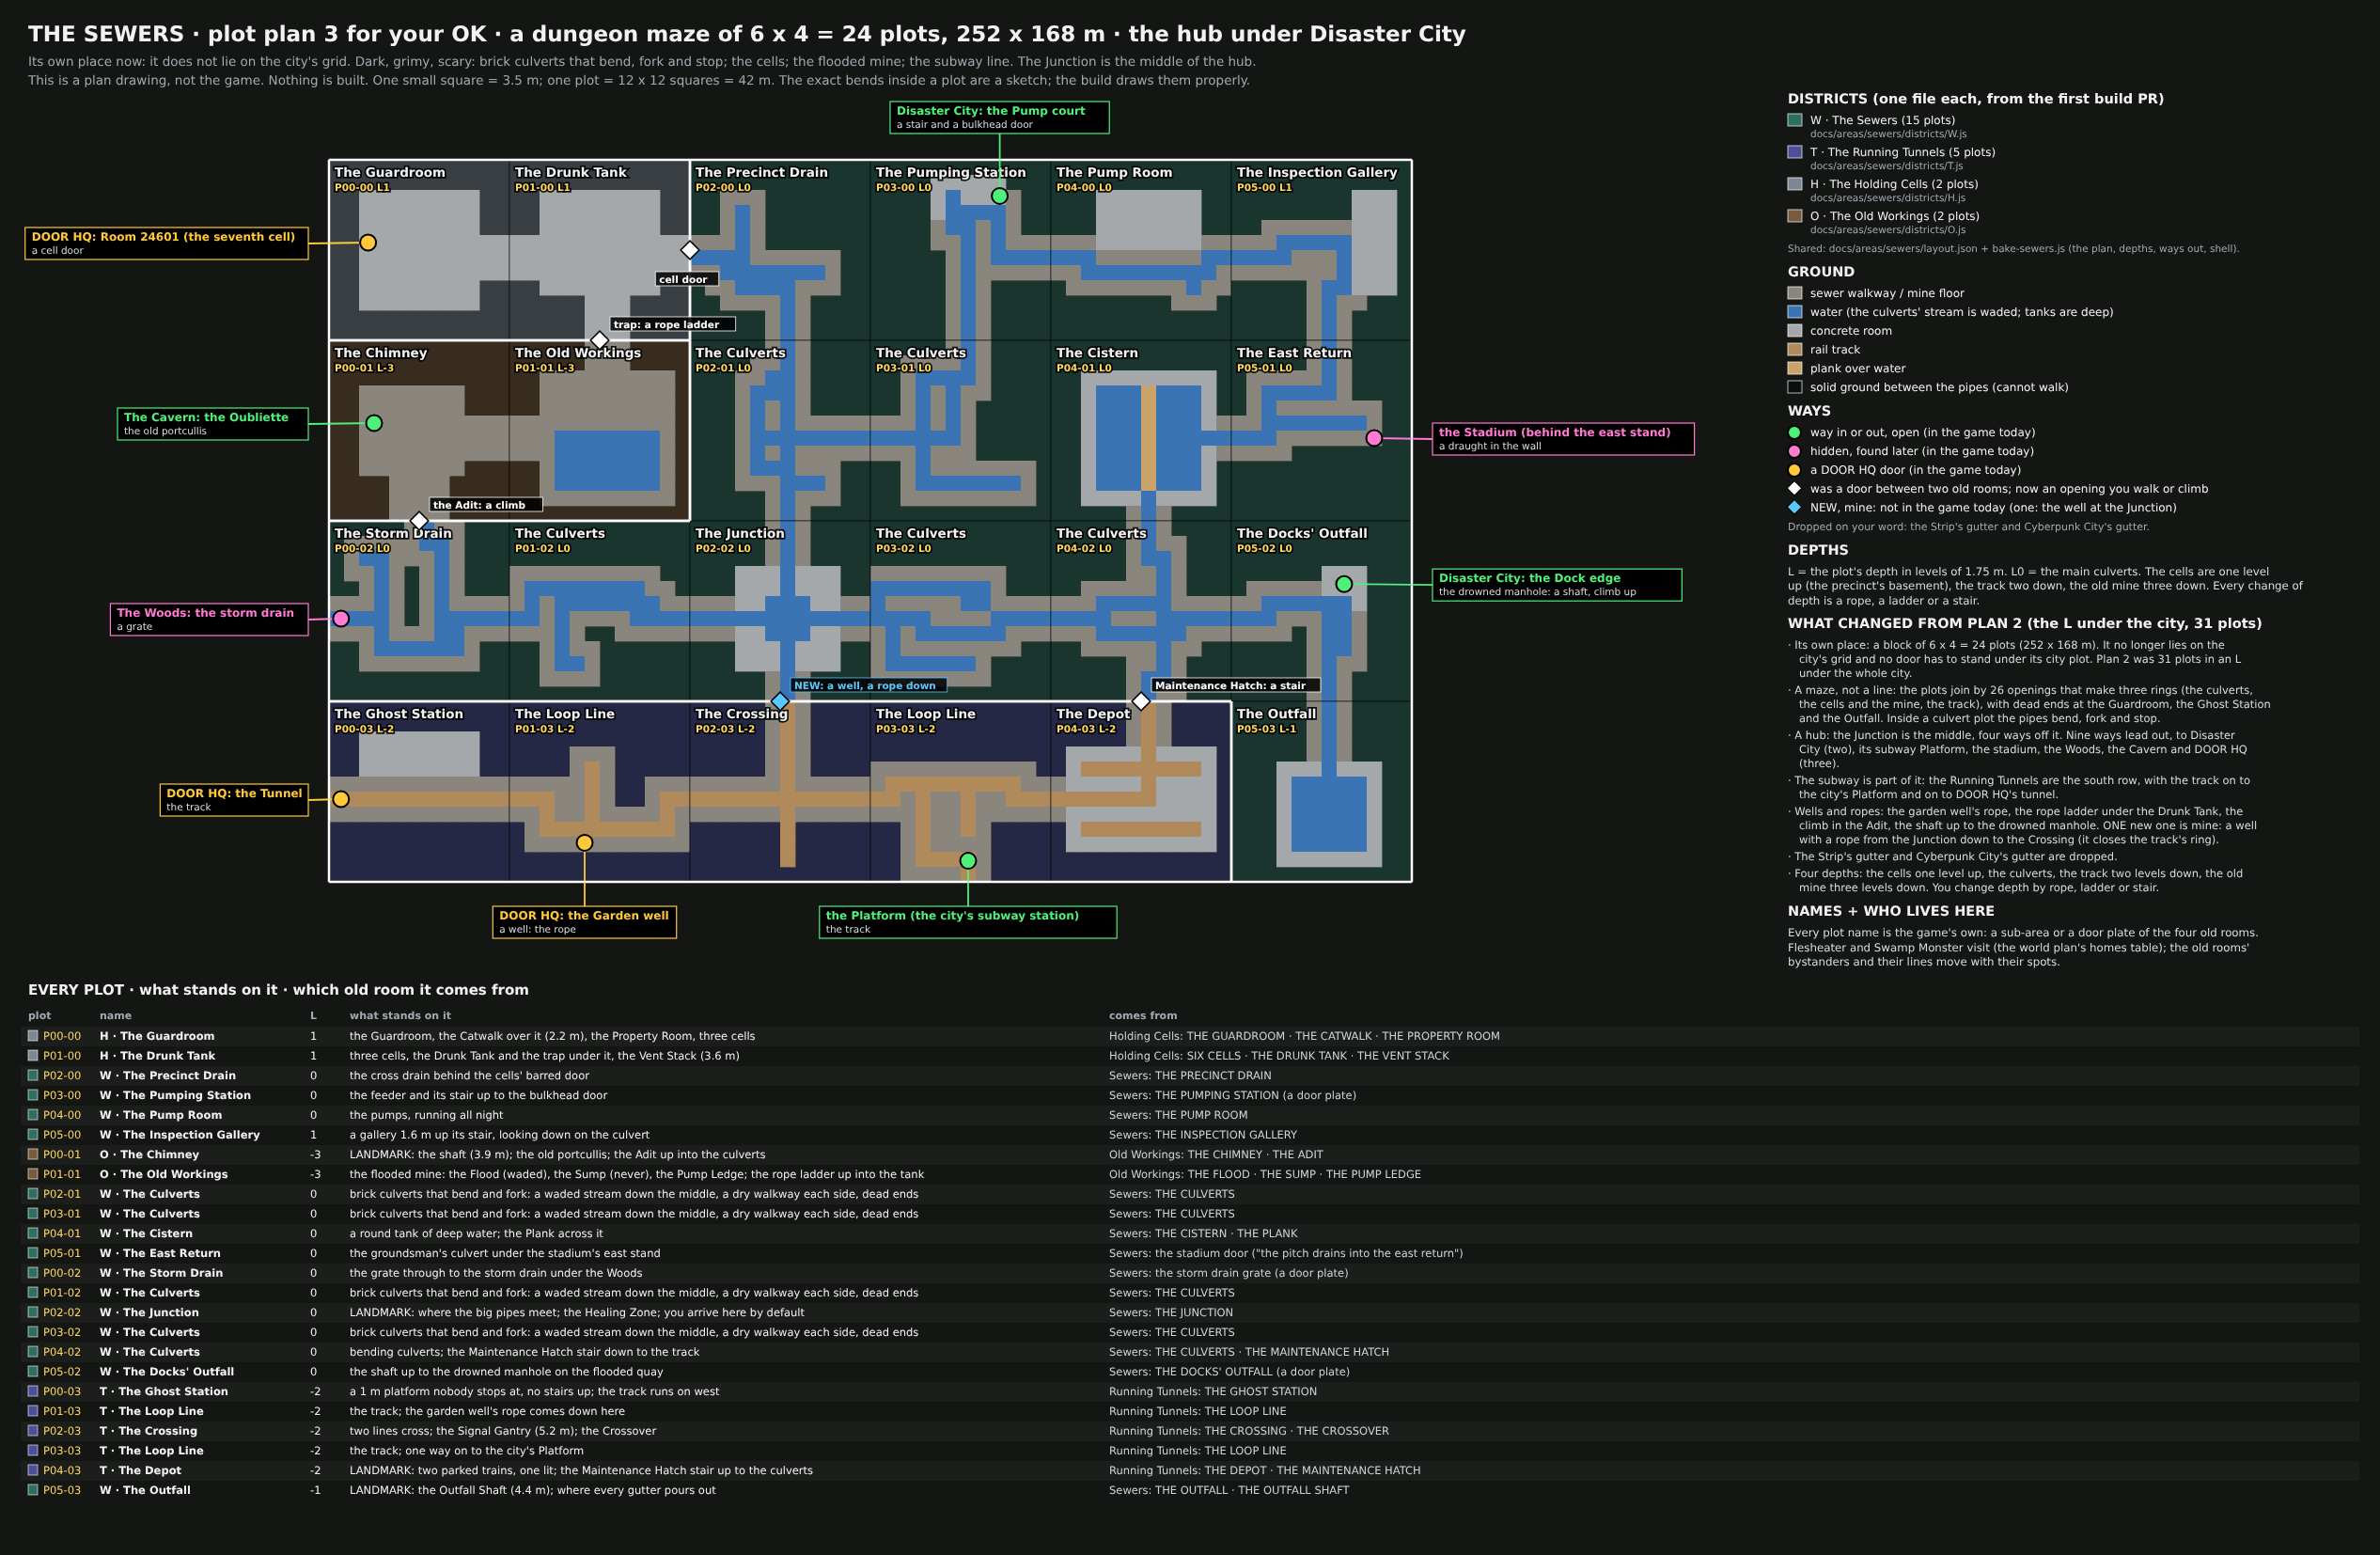 THE SEWERS · plot plan 3 for your OK · a dungeon maze of 6 x 4 = 24 plots, 252 x 168 m · the hub under Disaster City
Its own place now: it does not lie on the city's grid. Dark, grimy, scary: brick culverts that bend, fork and stop; the cells; the flooded mine; the subway line. The Junction is the middle of the hub.
This is a plan drawing, not the game. Nothing is built. One small square = 3.5 m; one plot = 12 x 12 squares = 42 m. The exact bends inside a plot are a sketch; the build draws them properly.
Disaster City: the Pump court
a stair and a bulkhead door
The Guardroom
P00-00 L1
The Drunk Tank
P01-00 L1
The Precinct Drain
P02-00 L0
The Pumping Station
P03-00 L0
The Pump Room
P04-00 L0
The Inspection Gallery
P05-00 L1
DOOR HQ: Room 24601 (the seventh cell)
a cell door
cell door
trap: a rope ladder
The Chimney
P00-01 L-3
The Old Workings
P01-01 L-3
The Culverts
P02-01 L0
The Culverts
P03-01 L0
The Cistern
P04-01 L0
The East Return
P05-01 L0
The Cavern: the Oubliette
the old portcullis
the Stadium (behind the east stand)
a draught in the wall
the Adit: a climb
The Storm Drain
P00-02 L0
The Culverts
P01-02 L0
The Junction
P02-02 L0
The Culverts
P03-02 L0
The Culverts
P04-02 L0
The Docks' Outfall
P05-02 L0
The Woods: the storm drain
a grate
Disaster City: the Dock edge
the drowned manhole: a shaft, climb up
NEW: a well, a rope down
Maintenance Hatch: a stair
The Ghost Station
P00-03 L-2
The Loop Line
P01-03 L-2
The Crossing
P02-03 L-2
The Loop Line
P03-03 L-2
The Depot
P04-03 L-2
The Outfall
P05-03 L-1
DOOR HQ: the Tunnel
the track
DOOR HQ: the Garden well
a well: the rope
the Platform (the city's subway station)
the track
DISTRICTS (one file each, from the first build PR)
W · The Sewers (15 plots)
docs/areas/sewers/districts/W.js
T · The Running Tunnels (5 plots)
docs/areas/sewers/districts/T.js
H · The Holding Cells (2 plots)
docs/areas/sewers/districts/H.js
O · The Old Workings (2 plots)
docs/areas/sewers/districts/O.js
Shared: docs/areas/sewers/layout.json + bake-sewers.js (the plan, depths, ways out, shell).
GROUND
sewer walkway / mine floor
water (the culverts' stream is waded; tanks are deep)
concrete room
rail track
plank over water
solid ground between the pipes (cannot walk)
WAYS
way in or out, open (in the game today)
hidden, found later (in the game today)
a DOOR HQ door (in the game today)
was a door between two old rooms; now an opening you walk or climb
NEW, mine: not in the game today (one: the well at the Junction)
Dropped on your word: the Strip's gutter and Cyberpunk City's gutter.
DEPTHS
L = the plot's depth in levels of 1.75 m. L0 = the main culverts. The cells are one level
up (the precinct's basement), the track two down, the old mine three down. Every change of
depth is a rope, a ladder or a stair.
WHAT CHANGED FROM PLAN 2 (the L under the city, 31 plots)
· Its own place: a block of 6 x 4 = 24 plots (252 x 168 m). It no longer lies on the
city's grid and no door has to stand under its city plot. Plan 2 was 31 plots in an L
under the whole city.
· A maze, not a line: the plots join by 26 openings that make three rings (the culverts,
the cells and the mine, the track), with dead ends at the Guardroom, the Ghost Station
and the Outfall. Inside a culvert plot the pipes bend, fork and stop.
· A hub: the Junction is the middle, four ways off it. Nine ways lead out, to Disaster
City (two), its subway Platform, the stadium, the Woods, the Cavern and DOOR HQ
(three).
· The subway is part of it: the Running Tunnels are the south row, with the track on to
the city's Platform and on to DOOR HQ's tunnel.
· Wells and ropes: the garden well's rope, the rope ladder under the Drunk Tank, the
climb in the Adit, the shaft up to the drowned manhole. ONE new one is mine: a well
with a rope from the Junction down to the Crossing (it closes the track's ring).
· The Strip's gutter and Cyberpunk City's gutter are dropped.
· Four depths: the cells one level up, the culverts, the track two levels down, the old
mine three levels down. You change depth by rope, ladder or stair.
NAMES + WHO LIVES HERE
Every plot name is the game's own: a sub-area or a door plate of the four old rooms.
Flesheater and Swamp Monster visit (the world plan's homes table); the old rooms'
bystanders and their lines move with their spots.
EVERY PLOT · what stands on it · which old room it comes from
plot name L what stands on it comes from
P00-00 H · The Guardroom 1 the Guardroom, the Catwalk over it (2.2 m), the Property Room, three cells Holding Cells: THE GUARDROOM · THE CATWALK · THE PROPERTY ROOM
P01-00 H · The Drunk Tank 1 three cells, the Drunk Tank and the trap under it, the Vent Stack (3.6 m) Holding Cells: SIX CELLS · THE DRUNK TANK · THE VENT STACK
P02-00 W · The Precinct Drain 0 the cross drain behind the cells' barred door Sewers: THE PRECINCT DRAIN
P03-00 W · The Pumping Station 0 the feeder and its stair up to the bulkhead door Sewers: THE PUMPING STATION (a door plate)
P04-00 W · The Pump Room 0 the pumps, running all night Sewers: THE PUMP ROOM
P05-00 W · The Inspection Gallery 1 a gallery 1.6 m up its stair, looking down on the culvert Sewers: THE INSPECTION GALLERY
P00-01 O · The Chimney -3 LANDMARK: the shaft (3.9 m); the old portcullis; the Adit up into the culverts Old Workings: THE CHIMNEY · THE ADIT
P01-01 O · The Old Workings -3 the flooded mine: the Flood (waded), the Sump (never), the Pump Ledge; the rope ladder up into the tank Old Workings: THE FLOOD · THE SUMP · THE PUMP LEDGE
P02-01 W · The Culverts 0 brick culverts that bend and fork: a waded stream down the middle, a dry walkway each side, dead ends Sewers: THE CULVERTS
P03-01 W · The Culverts 0 brick culverts that bend and fork: a waded stream down the middle, a dry walkway each side, dead ends Sewers: THE CULVERTS
P04-01 W · The Cistern 0 a round tank of deep water; the Plank across it Sewers: THE CISTERN · THE PLANK
P05-01 W · The East Return 0 the groundsman's culvert under the stadium's east stand Sewers: the stadium door ("the pitch drains into the east return")
P00-02 W · The Storm Drain 0 the grate through to the storm drain under the Woods Sewers: the storm drain grate (a door plate)
P01-02 W · The Culverts 0 brick culverts that bend and fork: a waded stream down the middle, a dry walkway each side, dead ends Sewers: THE CULVERTS
P02-02 W · The Junction 0 LANDMARK: where the big pipes meet; the Healing Zone; you arrive here by default Sewers: THE JUNCTION
P03-02 W · The Culverts 0 brick culverts that bend and fork: a waded stream down the middle, a dry walkway each side, dead ends Sewers: THE CULVERTS
P04-02 W · The Culverts 0 bending culverts; the Maintenance Hatch stair down to the track Sewers: THE CULVERTS · THE MAINTENANCE HATCH
P05-02 W · The Docks' Outfall 0 the shaft up to the drowned manhole on the flooded quay Sewers: THE DOCKS' OUTFALL (a door plate)
P00-03 T · The Ghost Station -2 a 1 m platform nobody stops at, no stairs up; the track runs on west Running Tunnels: THE GHOST STATION
P01-03 T · The Loop Line -2 the track; the garden well's rope comes down here Running Tunnels: THE LOOP LINE
P02-03 T · The Crossing -2 two lines cross; the Signal Gantry (5.2 m); the Crossover Running Tunnels: THE CROSSING · THE CROSSOVER
P03-03 T · The Loop Line -2 the track; one way on to the city's Platform Running Tunnels: THE LOOP LINE
P04-03 T · The Depot -2 LANDMARK: two parked trains, one lit; the Maintenance Hatch stair up to the culverts Running Tunnels: THE DEPOT · THE MAINTENANCE HATCH
P05-03 W · The Outfall -1 LANDMARK: the Outfall Shaft (4.4 m); where every gutter pours out Sewers: THE OUTFALL · THE OUTFALL SHAFT